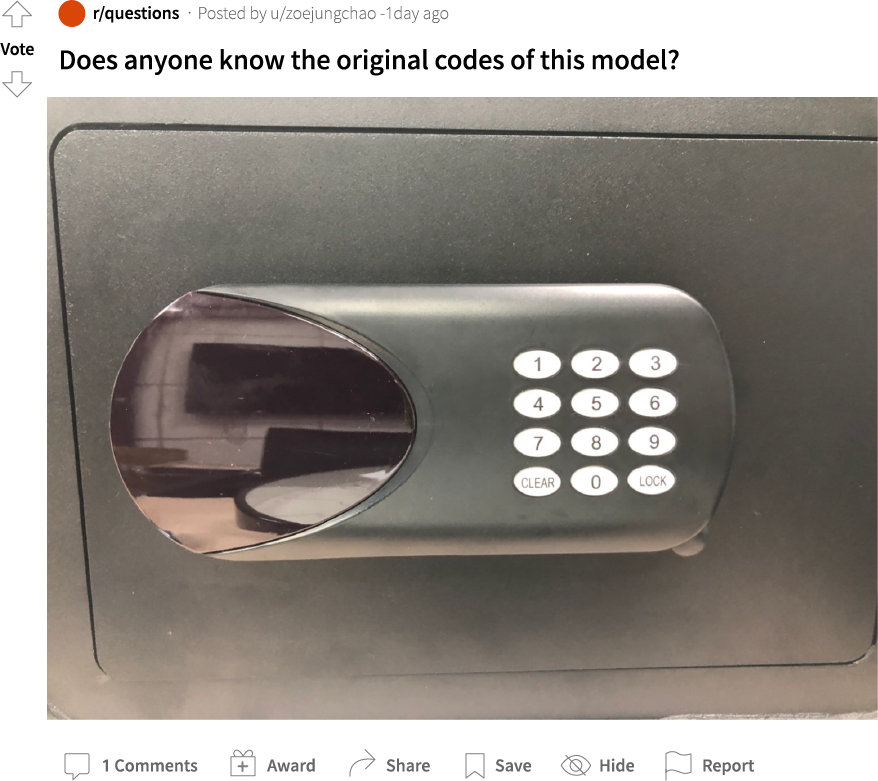 r/questions · Posted by u/zoejungchao -1day ago
Vote
Does anyone know the original codes of this model?
1 2 3
4 5 6
7 8 9
CLEAR 0 LOCK
1 Comments Award Share Save Hide Report